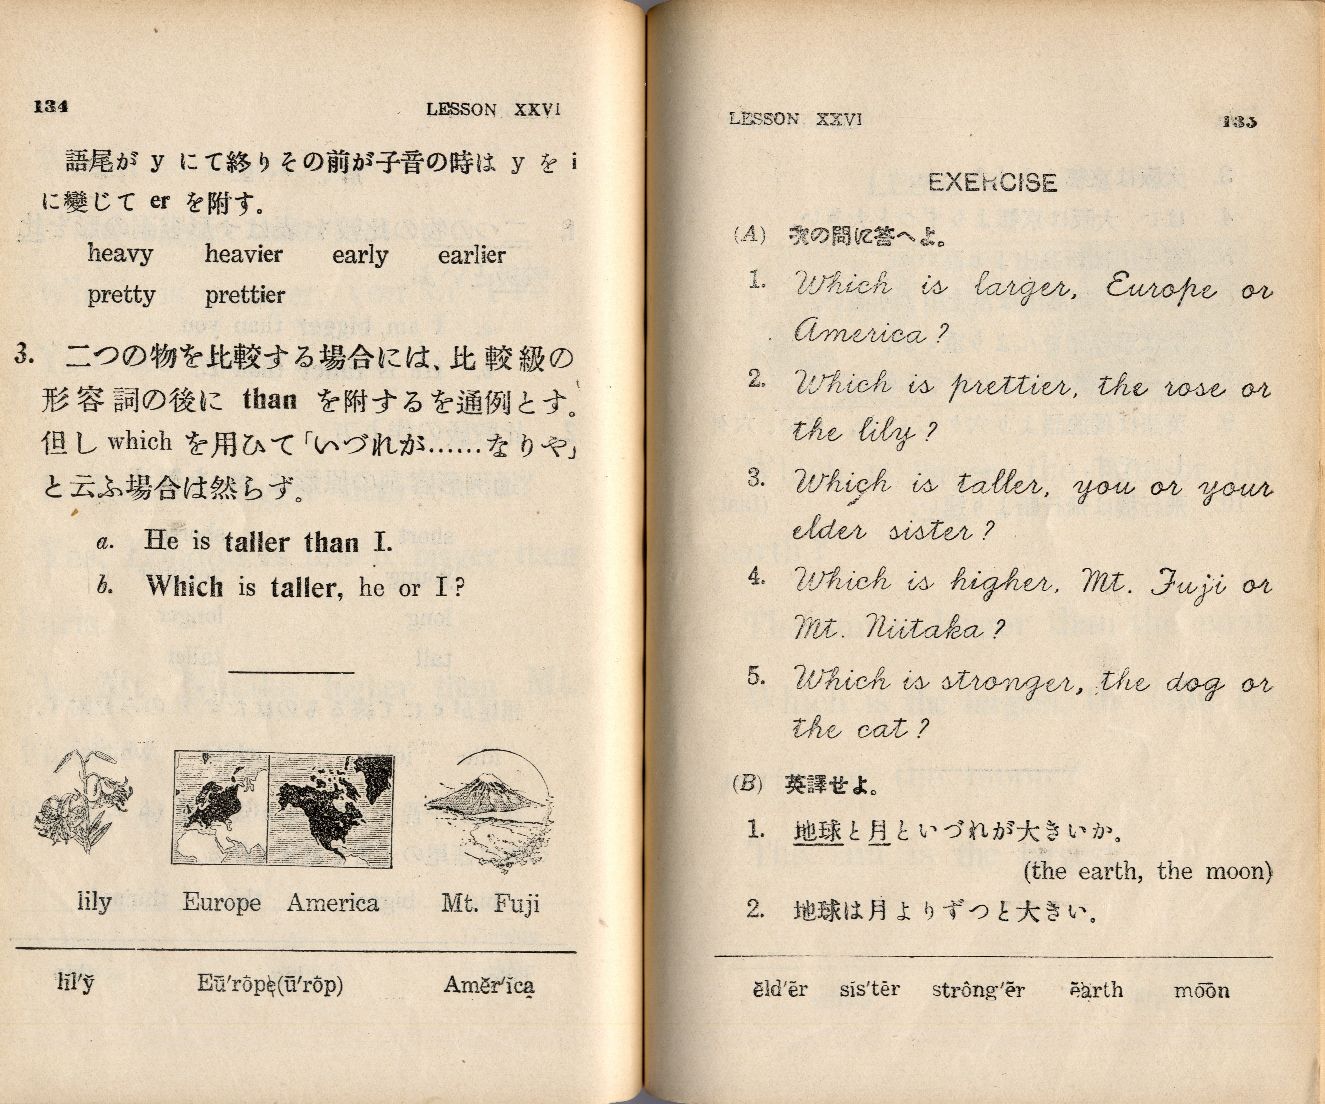 134 LESSON XXVI
語尾が y にて終りその前が子音の時は y を i
に變じて er を附す。
heavy heavier early earlier
pretty prettier
3. 二つの物を比較する場合には、比較級の
形容詞の後に than を附するを通例とす。
但し which を用ひて「いづれが……なりや」
と云ふ場合は然らず。
a. He is taller than I.
b. Which is taller, he or I?
lily Europe America Mt. Fuji
lĭl′y̆ Eū′rôpe̸(ū′rôp) Amĕr′ĭcạ
LESSON XXVI 135
EXERCISE
(A) 次の問に答へよ。
1. Which is larger, Europe or
America?
2. Which is prettier, the rose or
the lily?
3. Which is taller, you or your
elder sister?
4. Which is higher, Mt. Fuji or
Mt. Niitaka?
5. Which is stronger, the dog or
the cat?
(B) 英譯せよ。
1. 地球と月といづれが大きいか。
(the earth, the moon)
2. 地球は月よりずつと大きい。
ĕld′ẽr sĭs′tẽr strông′ẽr ẽarth mo͞on